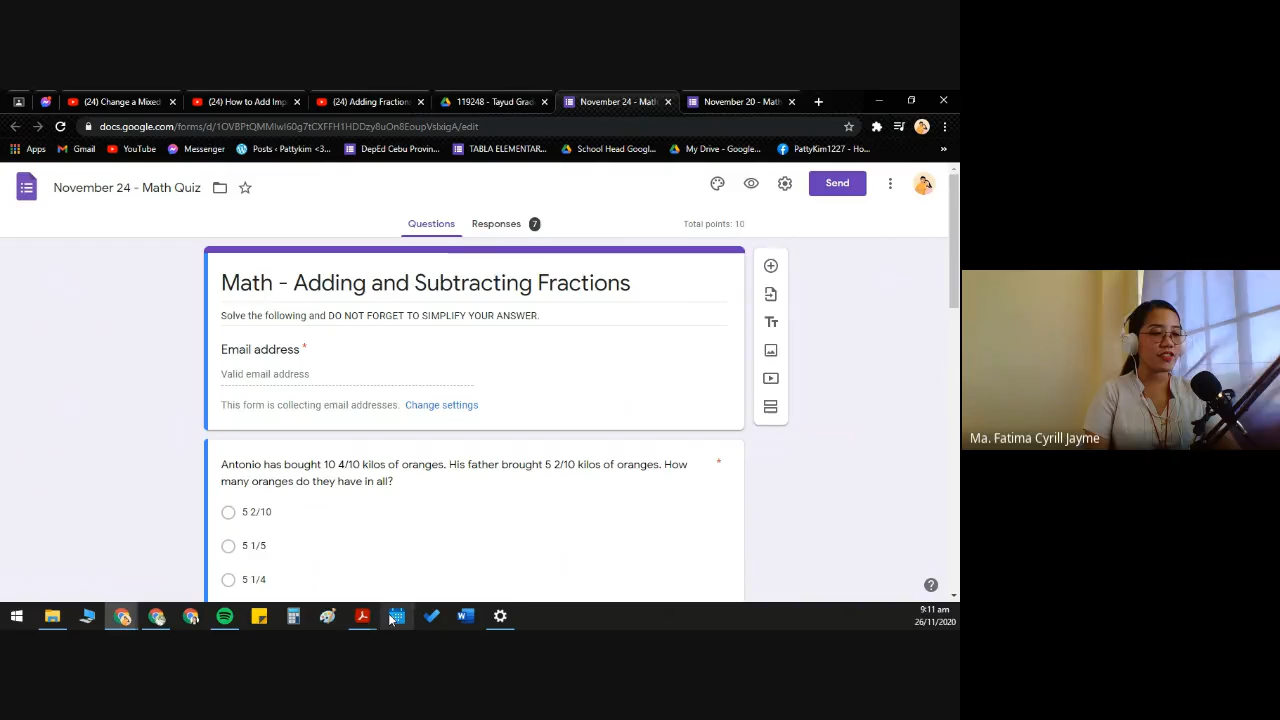 (24) Change a Mixed
(24) How to Add Imp
(24) Adding Fraction
119248 - Tayud Grad
November 24 - Math
November 20 - Math
docs.google.com/forms/d/1OVBPtQMMlwl60g7tCXFFH1HDDzy8uOn8EoupVslxigA/edit
Apps
Gmail
YouTube
Messenger
Posts ‹ Pattykim <3...
DepEd Cebu Provin...
TABLA ELEMENTAR...
School Head Googl...
My Drive - Google...
PattyKim1227 - Ho...
»
November 24 - Math Quiz
Send
Questions
Responses 7
Total points: 10
Math - Adding and Subtracting Fractions
Solve the following and DO NOT FORGET TO SIMPLIFY YOUR ANSWER.
Email address *
Valid email address
This form is collecting email addresses. Change settings
Antonio has bought 10 4/10 kilos of oranges. His father brought 5 2/10 kilos of oranges. How *
many oranges do they have in all?
5 2/10
5 1/5
5 1/4
Ma. Fatima Cyrill Jayme
9:11 am
26/11/2020